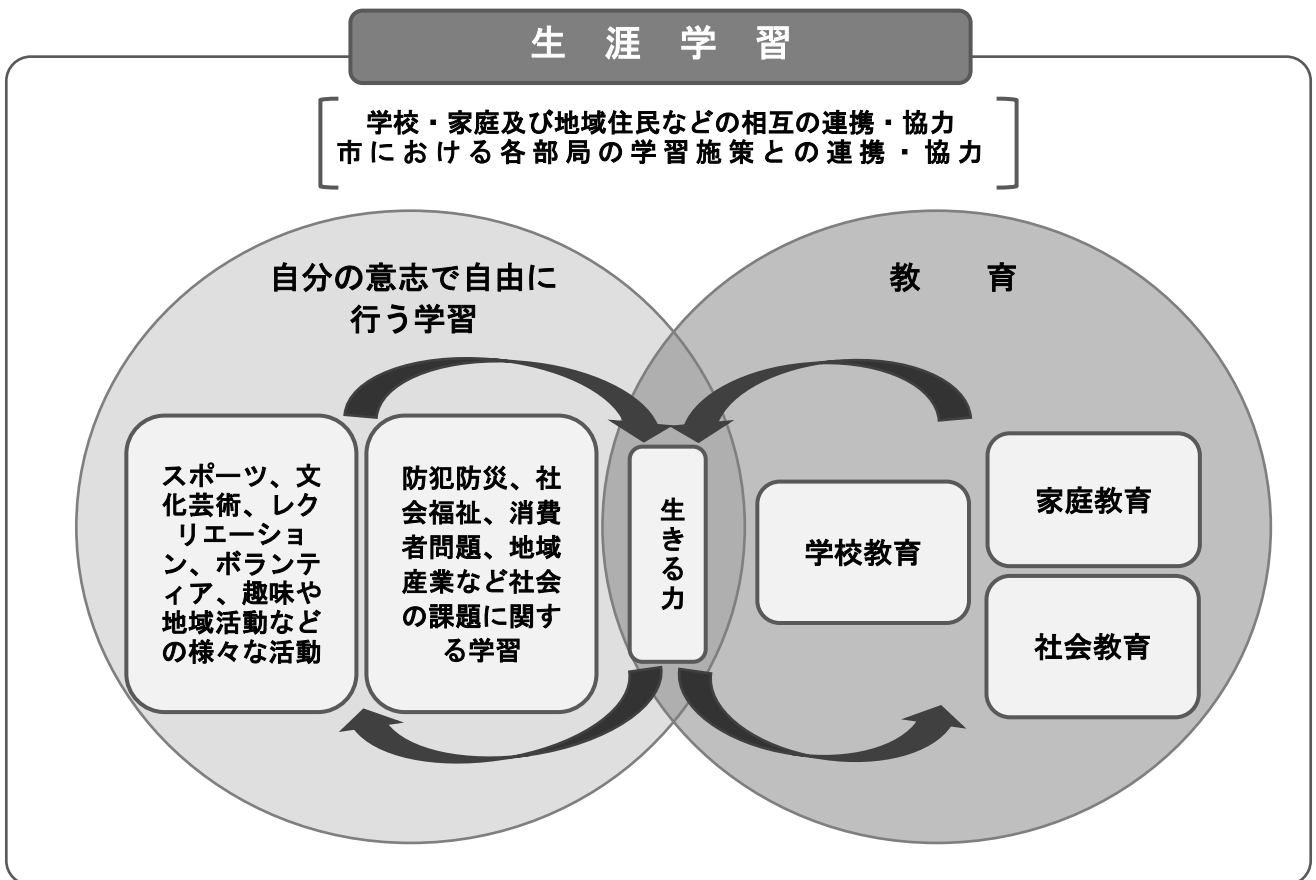 生 涯 学 習
学校・家庭及び地域住民などの相互の連携・協力
市における各部局の学習施策との連携・協力
自分の意志で自由に
行う学習
教 育
スポーツ、文
化芸術、レク
リエーショ
ン、ボランテ
ィア、趣味や
地域活動など
の様々な活動
防犯防災、社
会福祉、消費
者問題、地域
産業など社会
の課題に関す
る学習
生きる力
学校教育
家庭教育
社会教育